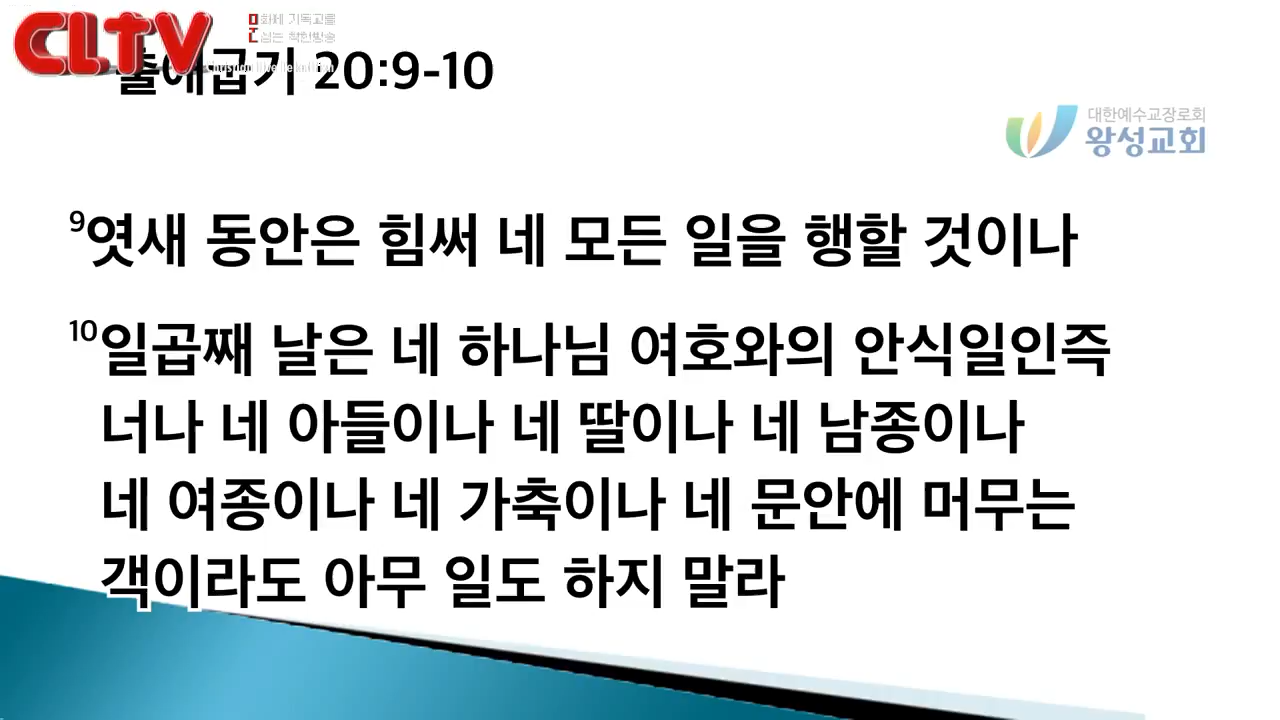 CLTV
출애굽기 20:9-10
대한예수교장로회
왕성교회
9엿새 동안은 힘써 네 모든 일을 행할 것이나
10일곱째 날은 네 하나님 여호와의 안식일인즉
너나 네 아들이나 네 딸이나 네 남종이나
네 여종이나 네 가축이나 네 문안에 머무는
객이라도 아무 일도 하지 말라